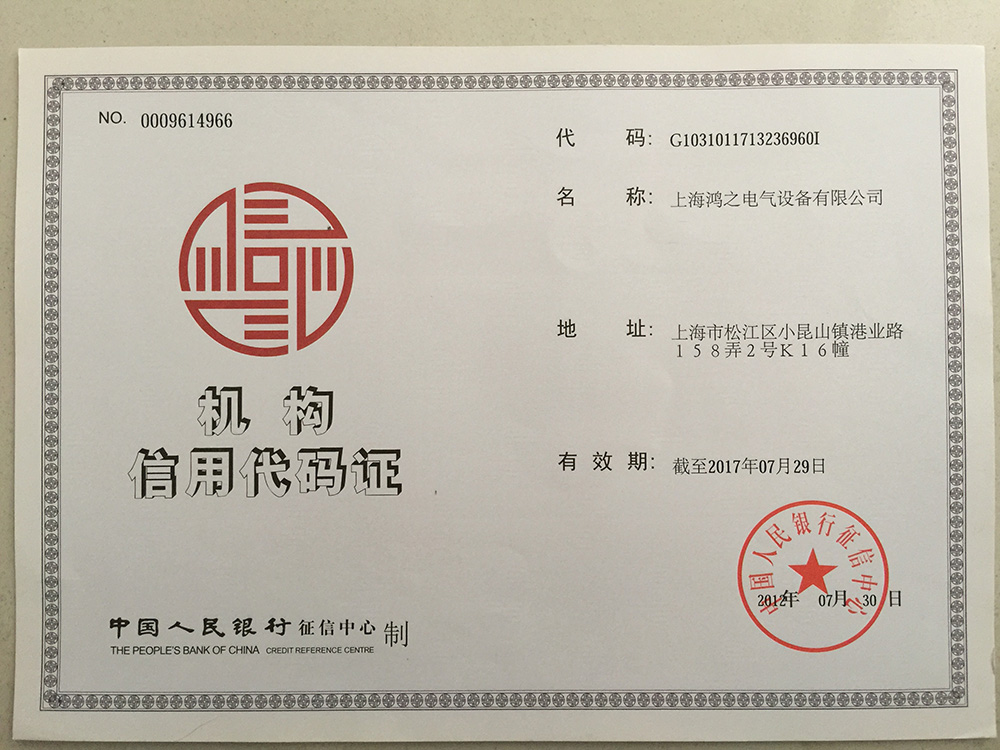 NO. 0009614966
机构
信用代码证
中国人民银行征信中心 制
THE PEOPLE'S BANK OF CHINA CREDIT REFERENCE CENTRE
代码: G1031011713236960I
名称: 上海鸿之电气设备有限公司
地址: 上海市松江区小昆山镇港业路
158弄2号K16幢
有效期: 截至2017年07月29日
中国人民银行征信中心
2012年 07月 30日